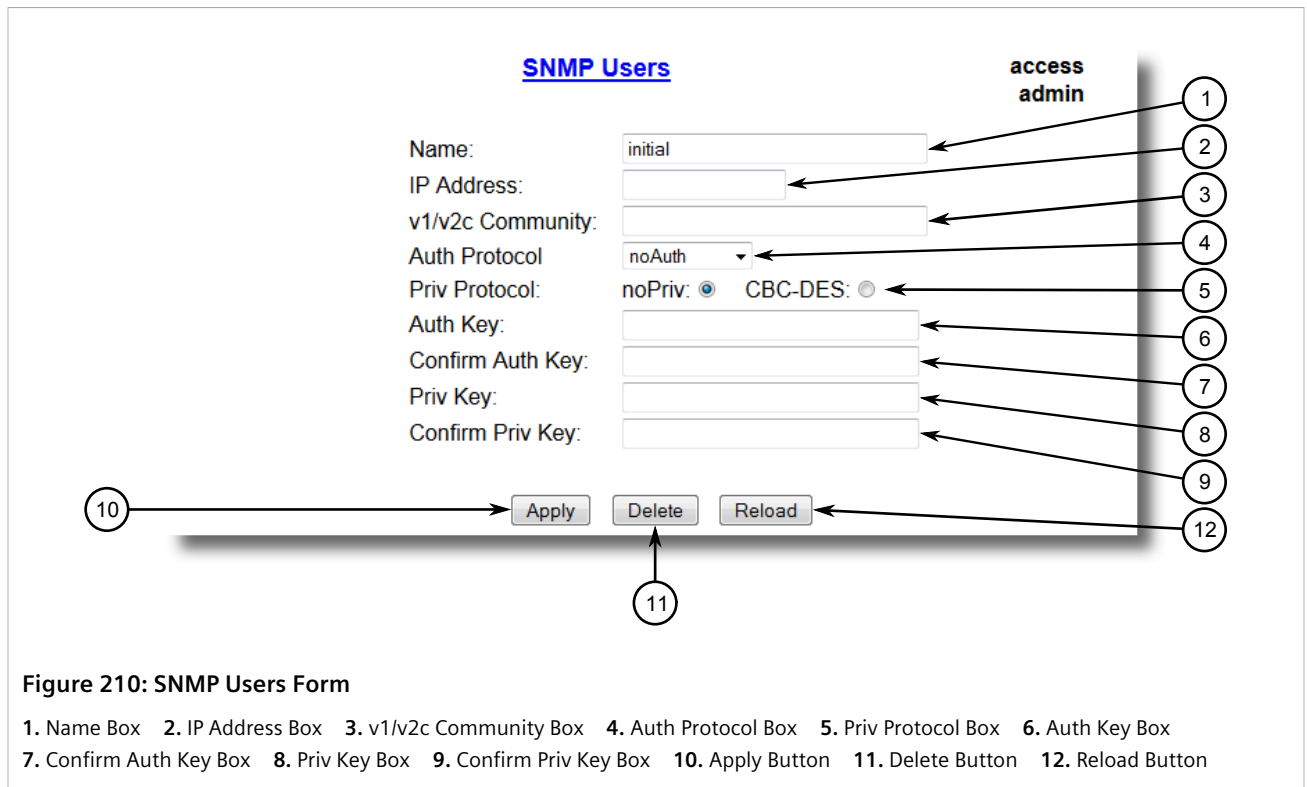 SNMP Users
access
admin
Name: initial
IP Address:
v1/v2c Community:
Auth Protocol noAuth
Priv Protocol: noPriv: CBC-DES:
Auth Key:
Confirm Auth Key:
Priv Key:
Confirm Priv Key:
Apply Delete Reload
1
2
3
4
5
6
7
8
9
10
12
11
Figure 210: SNMP Users Form
1. Name Box 2. IP Address Box 3. v1/v2c Community Box 4. Auth Protocol Box 5. Priv Protocol Box 6. Auth Key Box
7. Confirm Auth Key Box 8. Priv Key Box 9. Confirm Priv Key Box 10. Apply Button 11. Delete Button 12. Reload Button